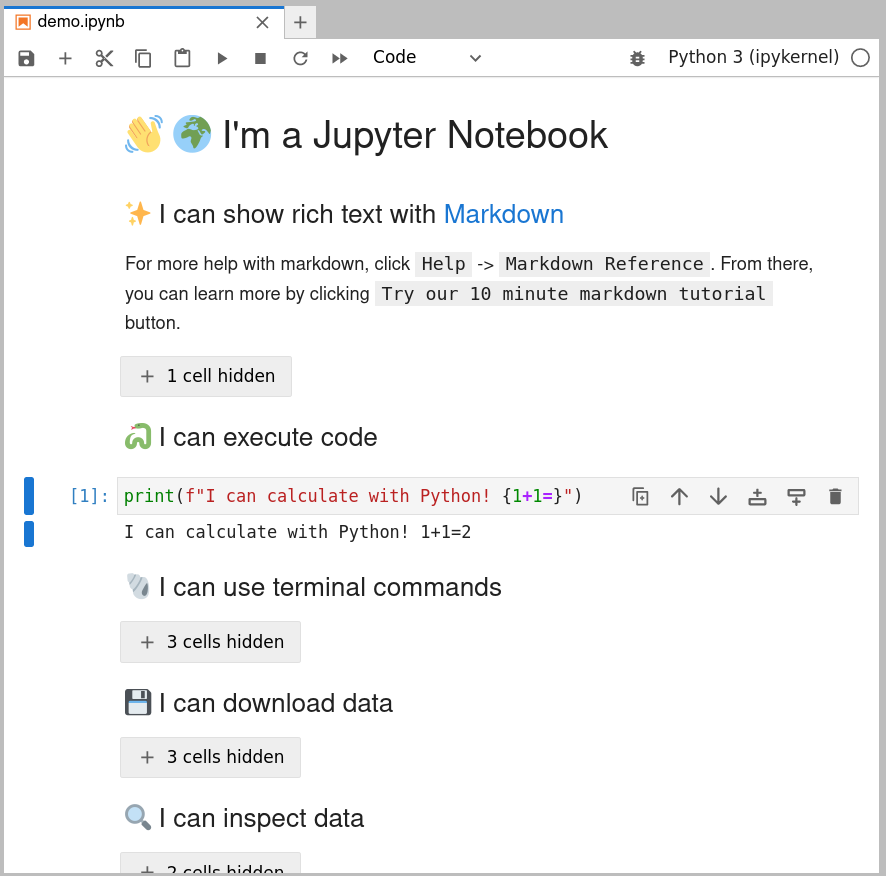 demo.ipynb
Code
Python 3 (ipykernel)
👋 🌍 I'm a Jupyter Notebook
✨ I can show rich text with Markdown
For more help with markdown, click Help -> Markdown Reference. From there,
you can learn more by clicking Try our 10 minute markdown tutorial
button.
1 cell hidden
🐍 I can execute code
[1]: print(f"I can calculate with Python! {1+1=}")
I can calculate with Python! 1+1=2
🐚 I can use terminal commands
3 cells hidden
💾 I can download data
3 cells hidden
🔍 I can inspect data
2 cells hidden